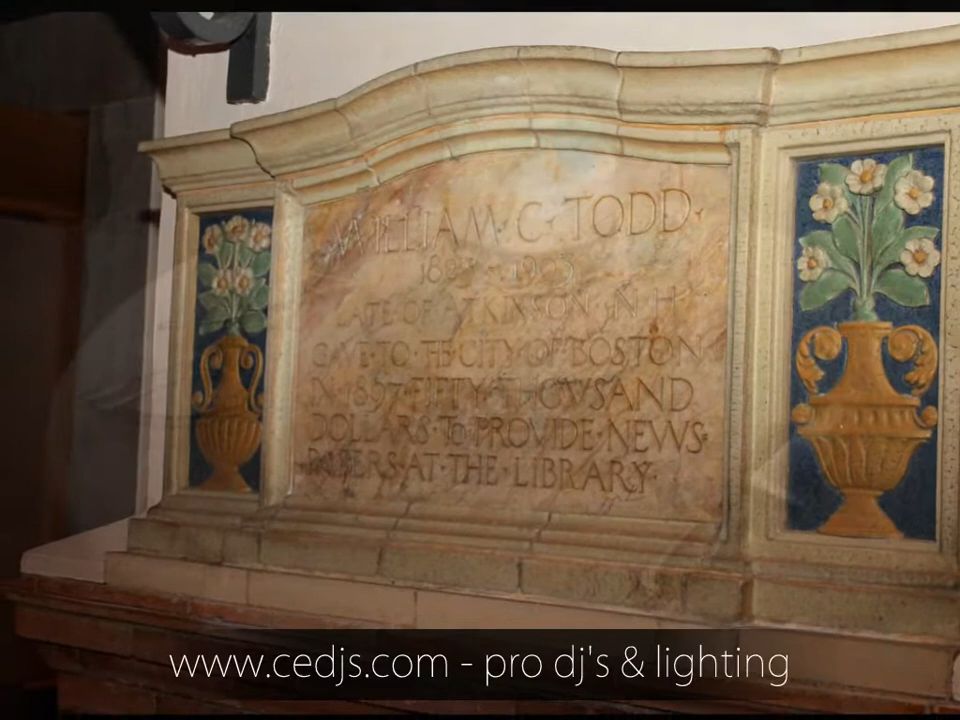 WILLIAM·C·TODD·
LATE·OF·ATKINSON·N·H·
GAVE·TO·THE·CITY·OF·BOSTON
IN·1897·FIFTY·THOVSAND
DOLLARS·TO·PROVIDE·NEWS·
PAPERS·AT·THE·LIBRARY·
www.cedjs.com - pro dj's & lighting